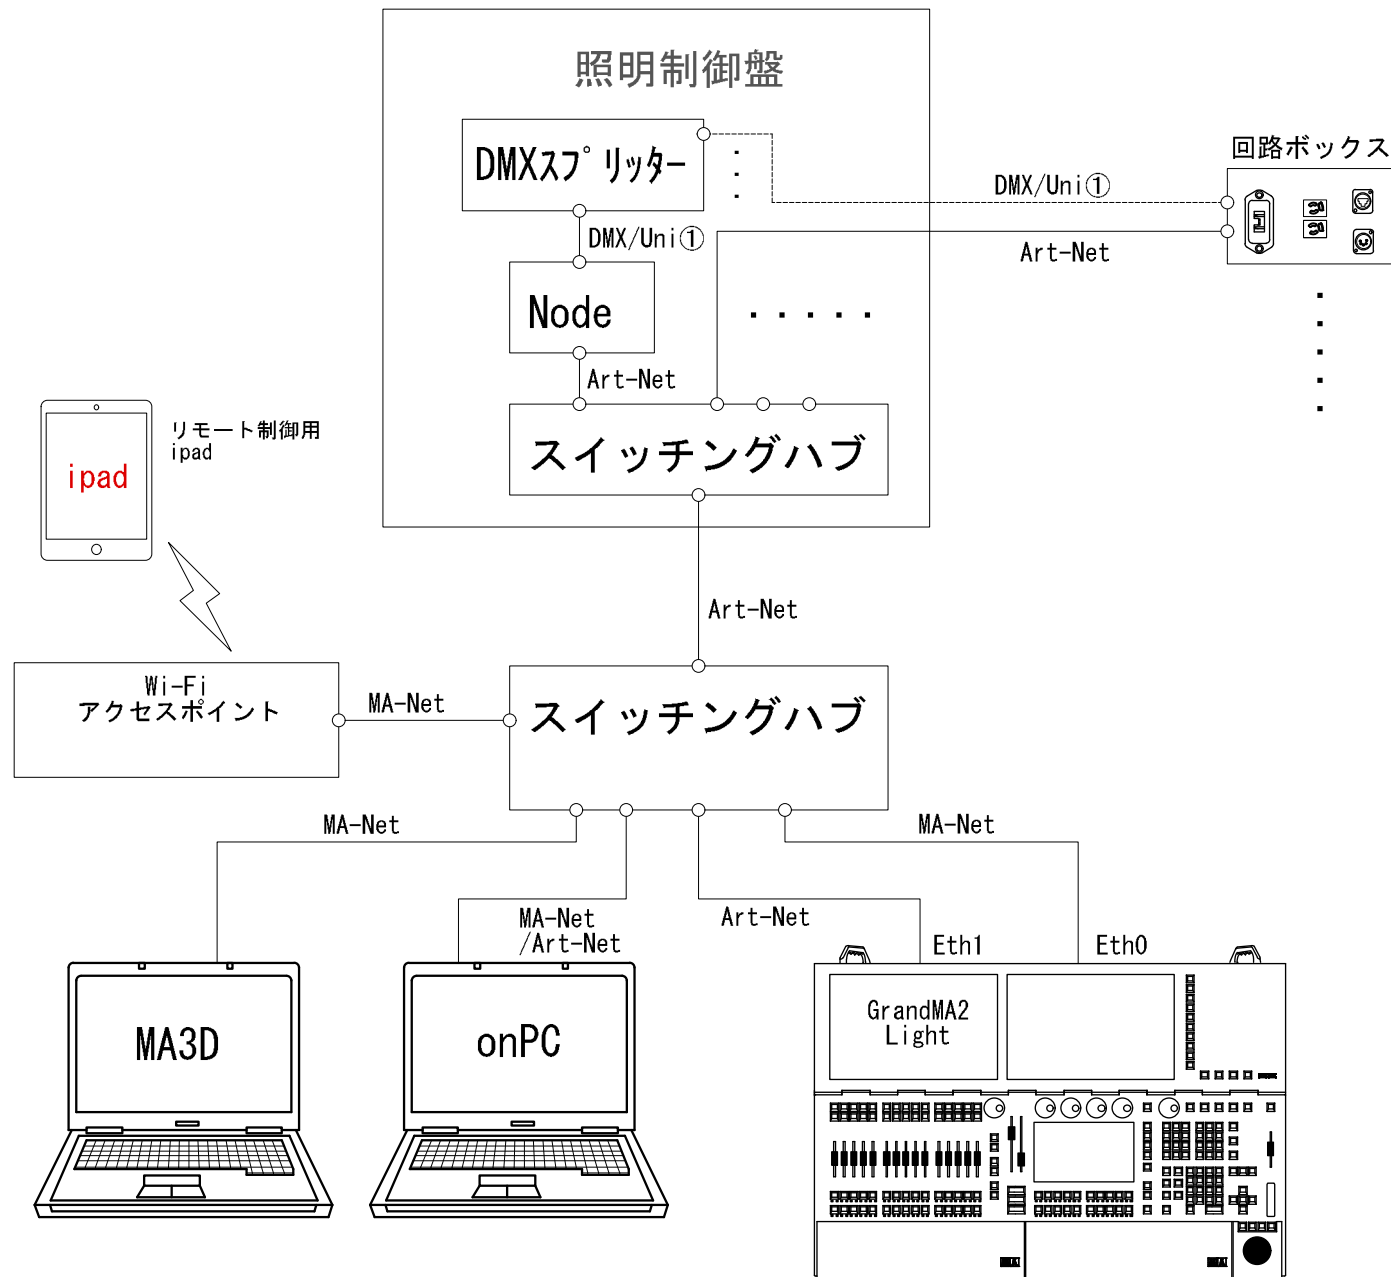 照明制御盤
DMXスプリッター
回路ボックス
DMX/Uni①
DMX/Uni①
Art-Net
Node
Art-Net
リモート制御用
ipad
ipad
スイッチングハブ
Art-Net
Wi-Fi
アクセスポイント
MA-Net
スイッチングハブ
MA-Net
MA-Net
MA-Net
/Art-Net
Art-Net
Eth1
Eth0
GrandMA2
Light
MA3D
onPC